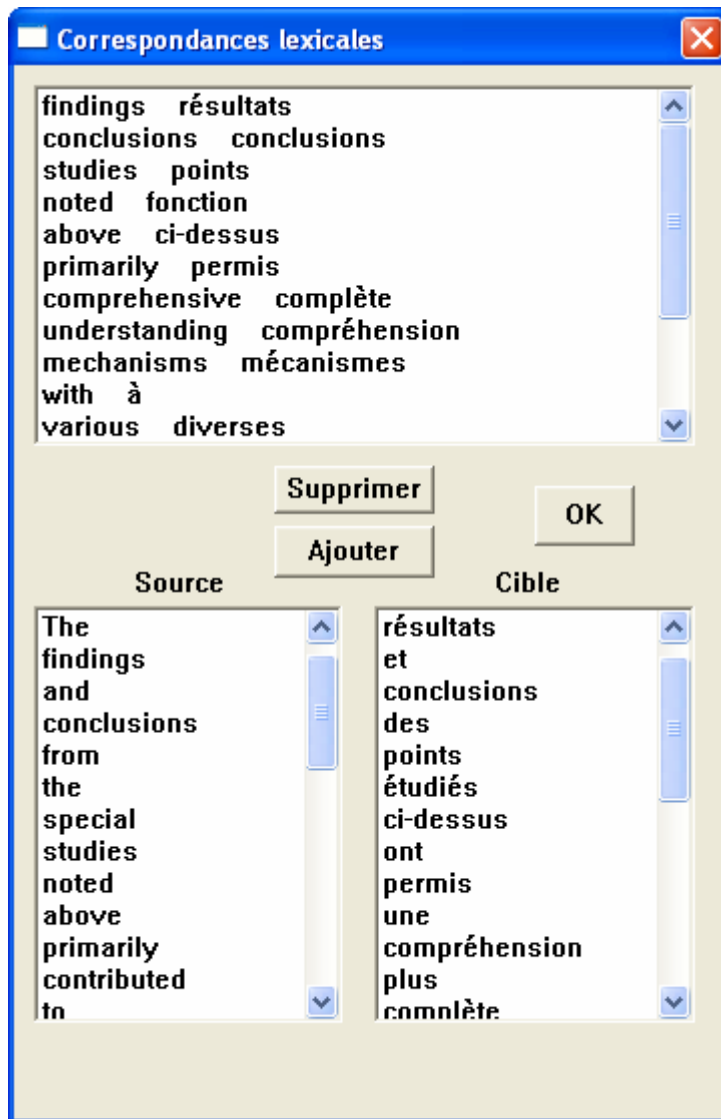 Correspondances lexicales
findings résultats
conclusions conclusions
studies points
noted fonction
above ci-dessus
primarily permis
comprehensive complète
understanding compréhension
mechanisms mécanismes
with à
various diverses
Supprimer
OK
Ajouter
Source
Cible
The
findings
and
conclusions
from
the
special
studies
noted
above
primarily
contributed
to
résultats
et
conclusions
des
points
étudiés
ci-dessus
ont
permis
une
compréhension
plus
complète